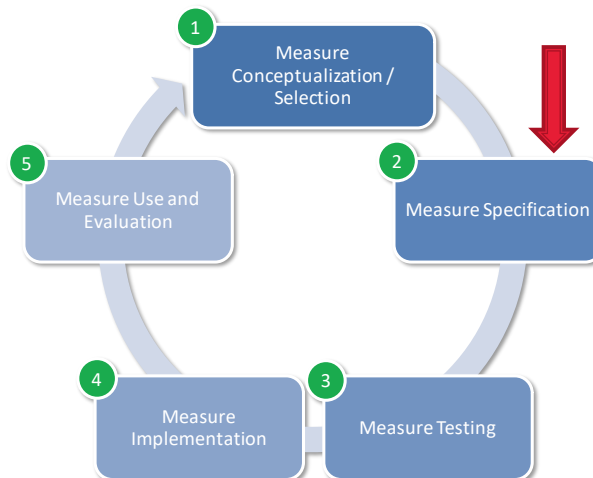 1
Measure
Conceptualization /
Selection
2
Measure Specification
3
Measure Testing
4
Measure
Implementation
5
Measure Use and
Evaluation